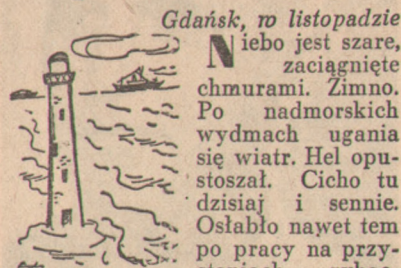 Gdańsk, w listopadzie
Niebo jest szare,
zaciągnięte
chmurami. Zimno.
Po nadmorskich
wydmach ugania
się wiatr. Hel opu-
stoszał. Cicho tu
dzisiaj i sennie.
Osłabło nawet tem
po pracy na przy-